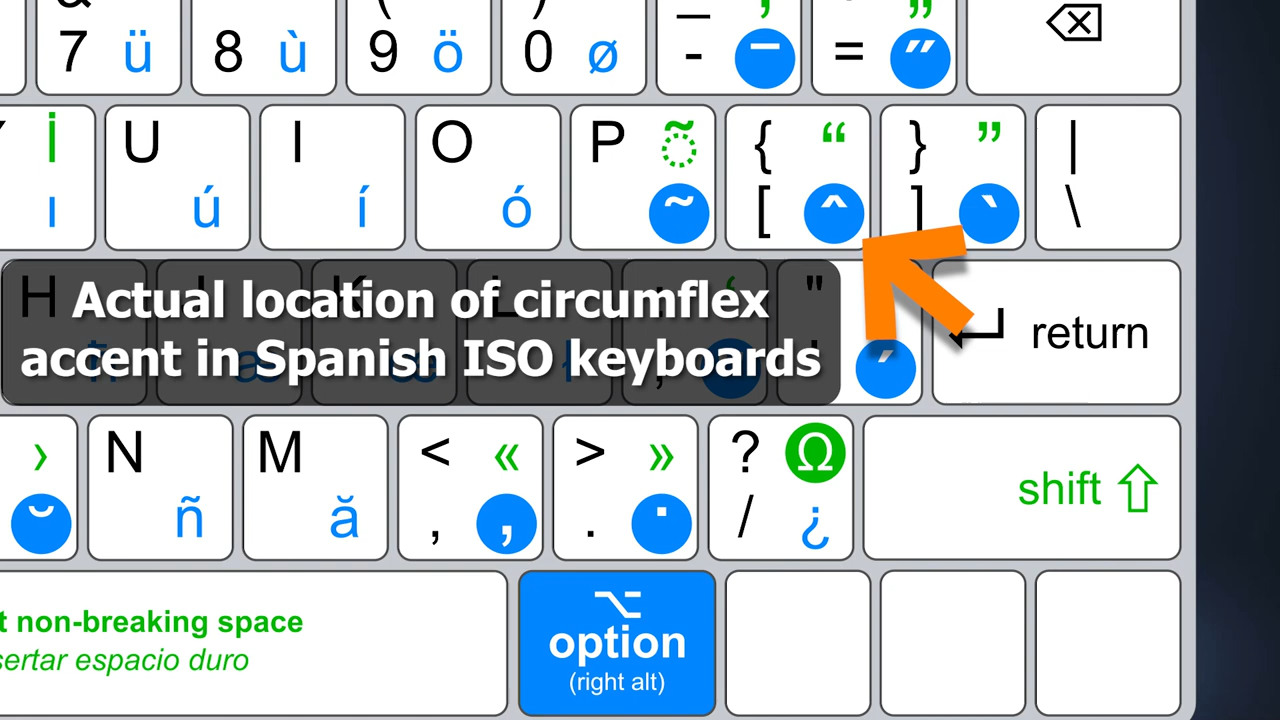 7 ü 8 ù 9 ö 0 ø - ¯ = ˝ ⌫
İ ı U ú I í O ó P ˜ { “ [ ^ } ” ] ` | \
Actual location of circumflex
accent in Spanish ISO keyboards
" ´ return
› ˘ N ñ M ă < « , , > » . ˙ ? Ω / ¿ shift ⇧
t non-breaking space
sertar espacio duro
⌥
option
(right alt)